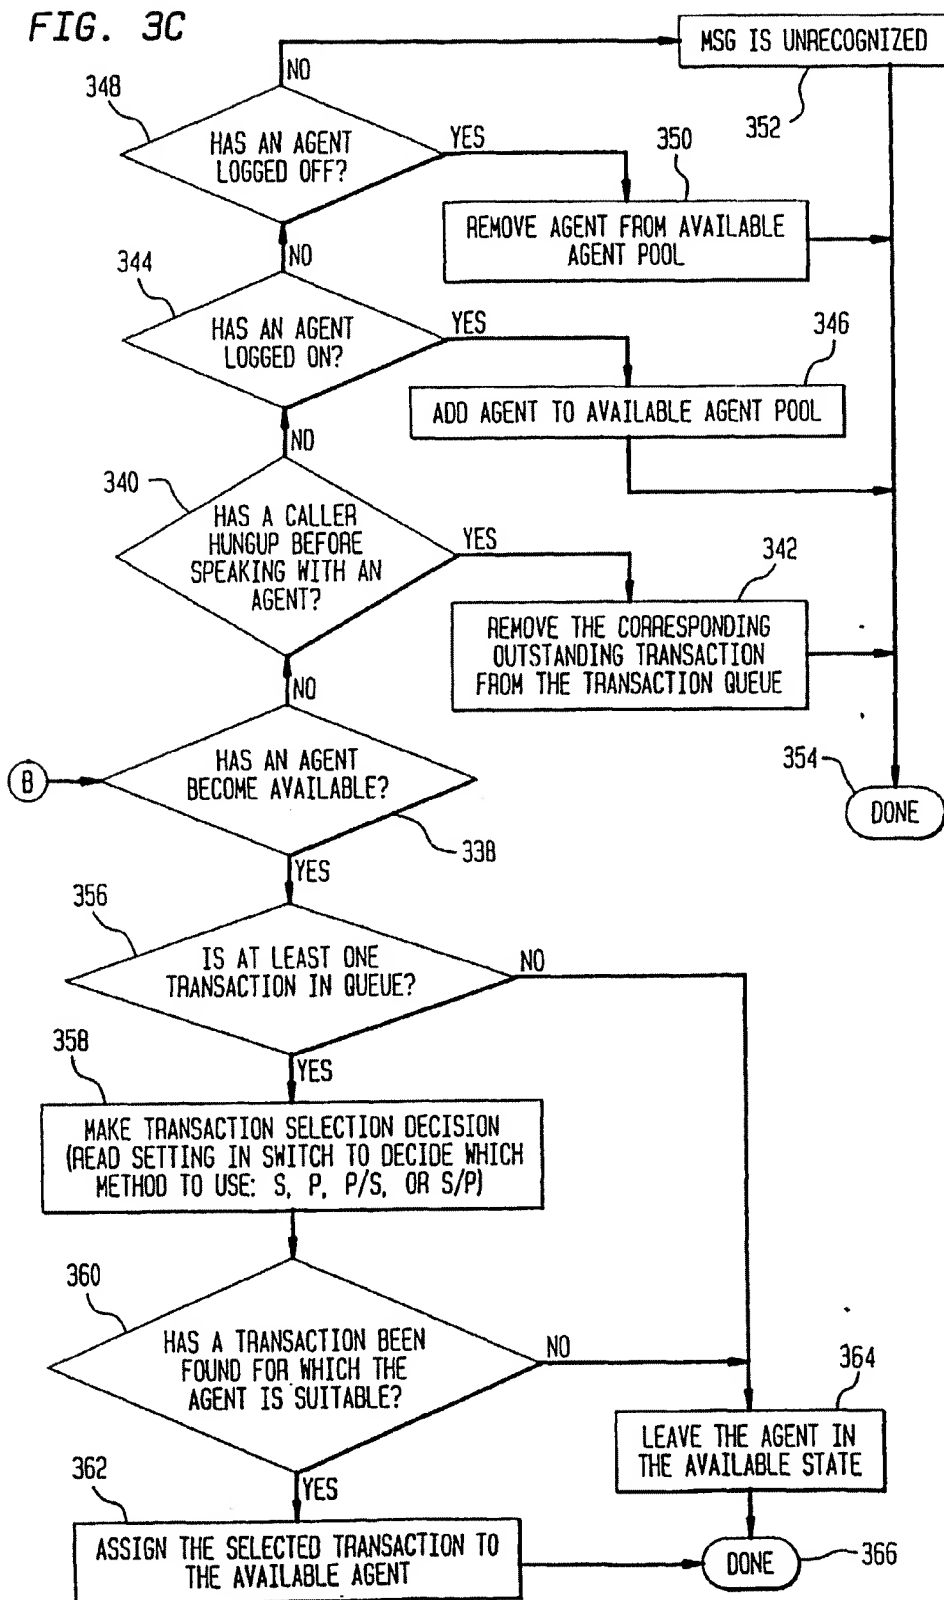 FIG. 3C
MSG IS UNRECOGNIZED
352
NO
348
HAS AN AGENT
LOGGED OFF?
YES
350
REMOVE AGENT FROM AVAILABLE
AGENT POOL
NO
344
HAS AN AGENT
LOGGED ON?
YES
346
ADD AGENT TO AVAILABLE AGENT POOL
NO
340
HAS A CALLER
HUNGUP BEFORE
SPEAKING WITH AN
AGENT?
YES
342
REMOVE THE CORRESPONDING
OUTSTANDING TRANSACTION
FROM THE TRANSACTION QUEUE
NO
B
HAS AN AGENT
BECOME AVAILABLE?
338
354
DONE
YES
356
IS AT LEAST ONE
TRANSACTION IN QUEUE?
NO
YES
358
MAKE TRANSACTION SELECTION DECISION
(READ SETTING IN SWITCH TO DECIDE WHICH
METHOD TO USE: S, P, P/S, OR S/P)
360
HAS A TRANSACTION BEEN
FOUND FOR WHICH THE
AGENT IS SUITABLE?
NO
364
LEAVE THE AGENT IN
THE AVAILABLE STATE
YES
362
ASSIGN THE SELECTED TRANSACTION TO
THE AVAILABLE AGENT
DONE
366